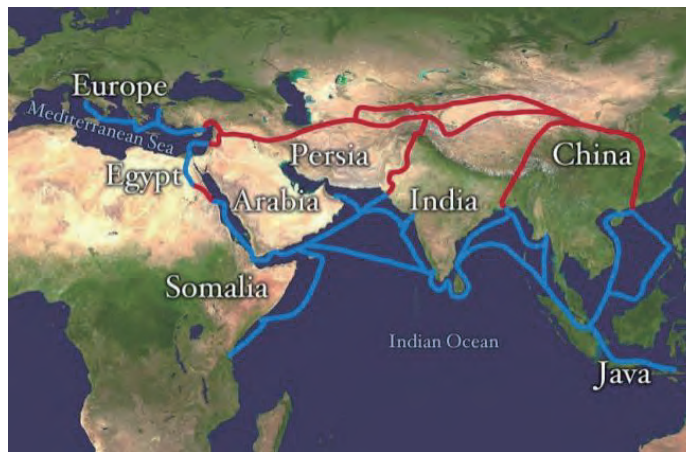 Europe
Mediterranean Sea
Egypt
Persia
Arabia
India
China
Somalia
Indian Ocean
Java